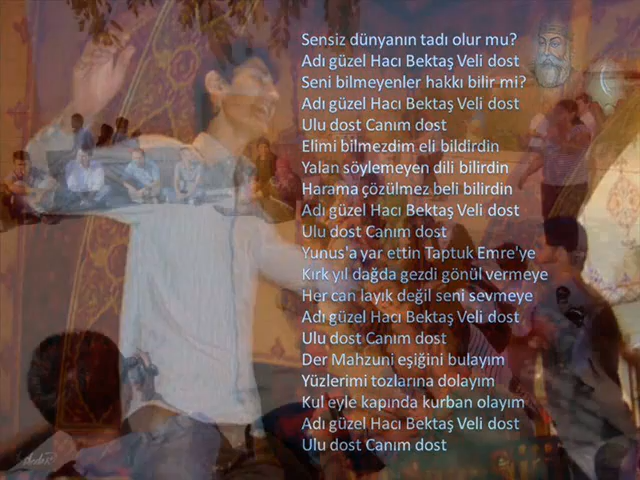 Sensiz dünyanın tadı olur mu?
Adı güzel Hacı Bektaş Veli dost
Seni bilmeyenler hakkı bilir mi?
Adı güzel Hacı Bektaş Veli dost
Ulu dost Canım dost
Elimi bilmezdim eli bildirdin
Yalan söylemeyen dili bilirdin
Harama çözülmez beli bilirdin
Adı güzel Hacı Bektaş Veli dost
Ulu dost Canım dost
Yunus'a yar ettin Taptuk Emre'ye
Kırk yıl dağda gezdi gönül vermeye
Her can layık değil seni sevmeye
Adı güzel Hacı Bektaş Veli dost
Ulu dost Canım dost
Der Mahzuni eşiğini bulayım
Yüzlerimi tozlarına dolayım
Kul eyle kapında kurban olayım
Adı güzel Hacı Bektaş Veli dost
Ulu dost Canım dost